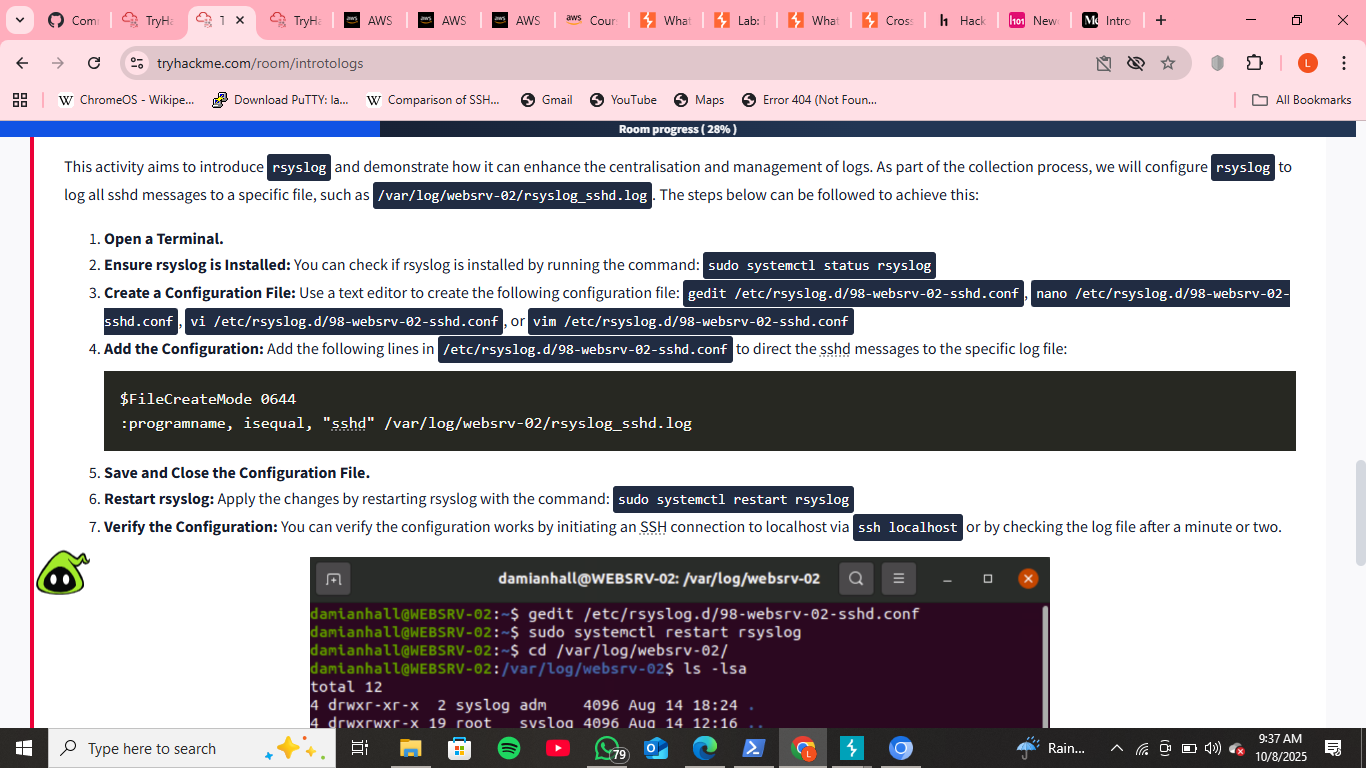 Com
TryHa
T
TryHa
AWS
AWS
AWS
aws
Cour
What
Lab:
What
Cross
Hack
New
Intro
tryhackme.com/room/introtologs
ChromeOS - Wikipe...
Download PuTTY: la...
Comparison of SSH...
Gmail
YouTube
Maps
Error 404 (Not Foun...
All Bookmarks
Room progress ( 28% )
This activity aims to introduce rsyslog and demonstrate how it can enhance the centralisation and management of logs. As part of the collection process, we will configure rsyslog to
log all sshd messages to a specific file, such as /var/log/websrv-02/rsyslog_sshd.log. The steps below can be followed to achieve this:
1. Open a Terminal.
2. Ensure rsyslog is Installed: You can check if rsyslog is installed by running the command: sudo systemctl status rsyslog
3. Create a Configuration File: Use a text editor to create the following configuration file: gedit /etc/rsyslog.d/98-websrv-02-sshd.conf, nano /etc/rsyslog.d/98-websrv-02-
sshd.conf, vi /etc/rsyslog.d/98-websrv-02-sshd.conf, or vim /etc/rsyslog.d/98-websrv-02-sshd.conf
4. Add the Configuration: Add the following lines in /etc/rsyslog.d/98-websrv-02-sshd.conf to direct the sshd messages to the specific log file:
$FileCreateMode 0644
:programname, isequal, "sshd" /var/log/websrv-02/rsyslog_sshd.log
5. Save and Close the Configuration File.
6. Restart rsyslog: Apply the changes by restarting rsyslog with the command: sudo systemctl restart rsyslog
7. Verify the Configuration: You can verify the configuration works by initiating an SSH connection to localhost via ssh localhost or by checking the log file after a minute or two.
damianhall@WEBSRV-02: /var/log/websrv-02
damianhall@WEBSRV-02:~$ gedit /etc/rsyslog.d/98-websrv-02-sshd.conf
damianhall@WEBSRV-02:~$ sudo systemctl restart rsyslog
damianhall@WEBSRV-02:~$ cd /var/log/websrv-02/
damianhall@WEBSRV-02:/var/log/websrv-02$ ls -lsa
total 12
4 drwxr-xr-x 2 syslog adm 4096 Aug 14 18:24 .
4 drwxrwxr-x 19 root syslog 4096 Aug 14 12:16 ..
Type here to search
79
Rain...
9:37 AM
10/8/2025